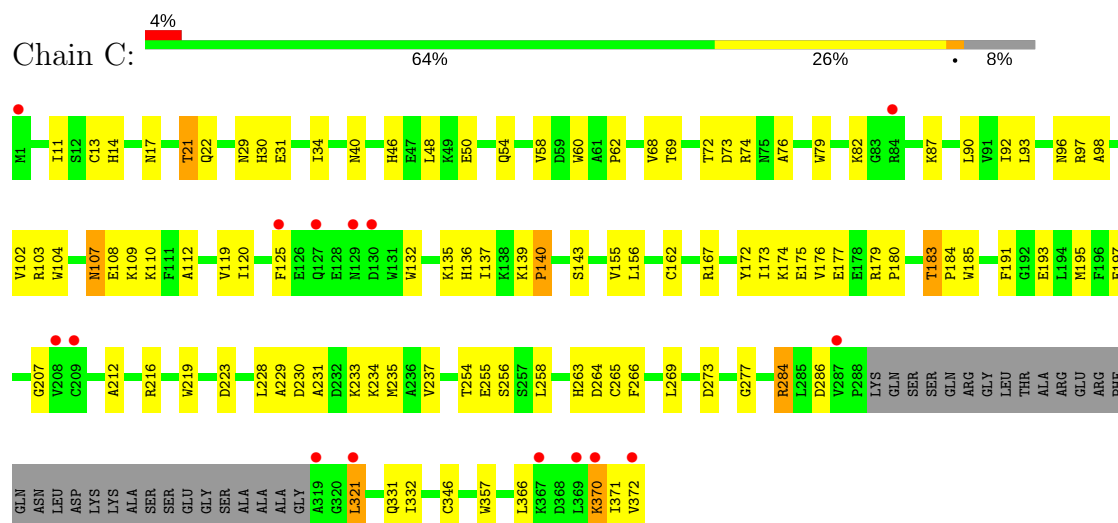 4%
Chain C:
64% 26% • 8%
M1 I11 S12 C13 H14 N17 T21 Q22 N29 H30 E31 I34 N40 H46 E47 L48 K49 E50 Q54 V58 D59 W60 A61 P62 V68 T69 T72 D73 R74 N75 A76 W79 K82 G83 R84 K87 L90 V91 I92 L93 N96 R97 A98
V102 R103 W104 N107 E108 K109 K110 F111 A112 V119 I120 F125 E126 Q127 E128 N129 D130 W131 W132 K135 H136 I137 K138 K139 P140 S143 V155 L156 C162 R167 Y172 I173 K174 E175 V176 E177 E178 R179 P180 T183 P184 W185 F191 G192 E193 L194 M195 F196 E197
G207 V208 C209 A212 R216 W219 D223 L228 A229 D230 A231 D232 K233 K234 M235 A236 V237 T254 E255 S256 S257 L258 H263 D264 C265 F266 L269 D273 G277 R284 L285 D286 V287 P288 LYS GLN SER SER GLN ARG GLY LEU THR ALA ARG GLU ARG PHE
GLN ASN LEU ASP LYS LYS ALA SER SER GLU GLY SER ALA ALA ALA GLY A319 G320 L321 Q331 I332 C346 W357 L366 K367 D368 L369 K370 I371 V372